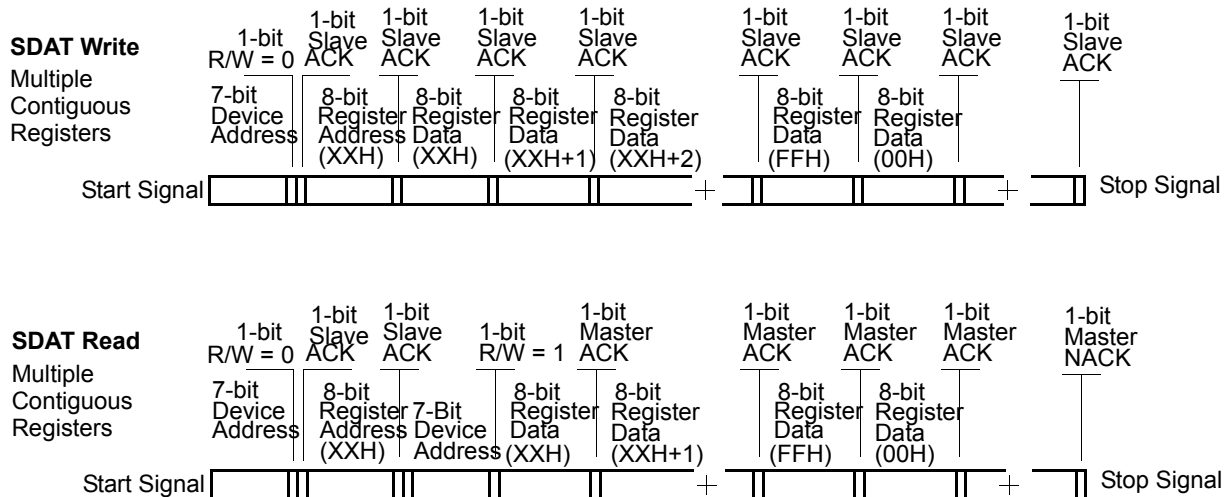 SDAT Write
Multiple
Contiguous
Registers
1-bit
R/W = 0
1-bit
Slave
ACK
1-bit
Slave
ACK
1-bit
Slave
ACK
1-bit
Slave
ACK
1-bit
Slave
ACK
1-bit
Slave
ACK
1-bit
Slave
ACK
1-bit
Slave
ACK
7-bit
Device
Address
8-bit
Register
Address
(XXH)
8-bit
Register
Data
(XXH)
8-bit
Register
Data
(XXH+1)
8-bit
Register
Data
(XXH+2)
8-bit
Register
Data
(FFH)
8-bit
Register
Data
(00H)
Start Signal
Stop Signal
SDAT Read
Multiple
Contiguous
Registers
1-bit
R/W = 0
1-bit
Slave
ACK
1-bit
Slave
ACK
1-bit
R/W = 1
1-bit
Master
ACK
1-bit
Master
ACK
1-bit
Master
ACK
1-bit
Master
ACK
1-bit
Master
NACK
7-bit
Device
Address
8-bit
Register
Address
(XXH)
7-Bit
Device
Address
8-bit
Register
Data
(XXH)
8-bit
Register
Data
(XXH+1)
8-bit
Register
Data
(FFH)
8-bit
Register
Data
(00H)
Start Signal
Stop Signal